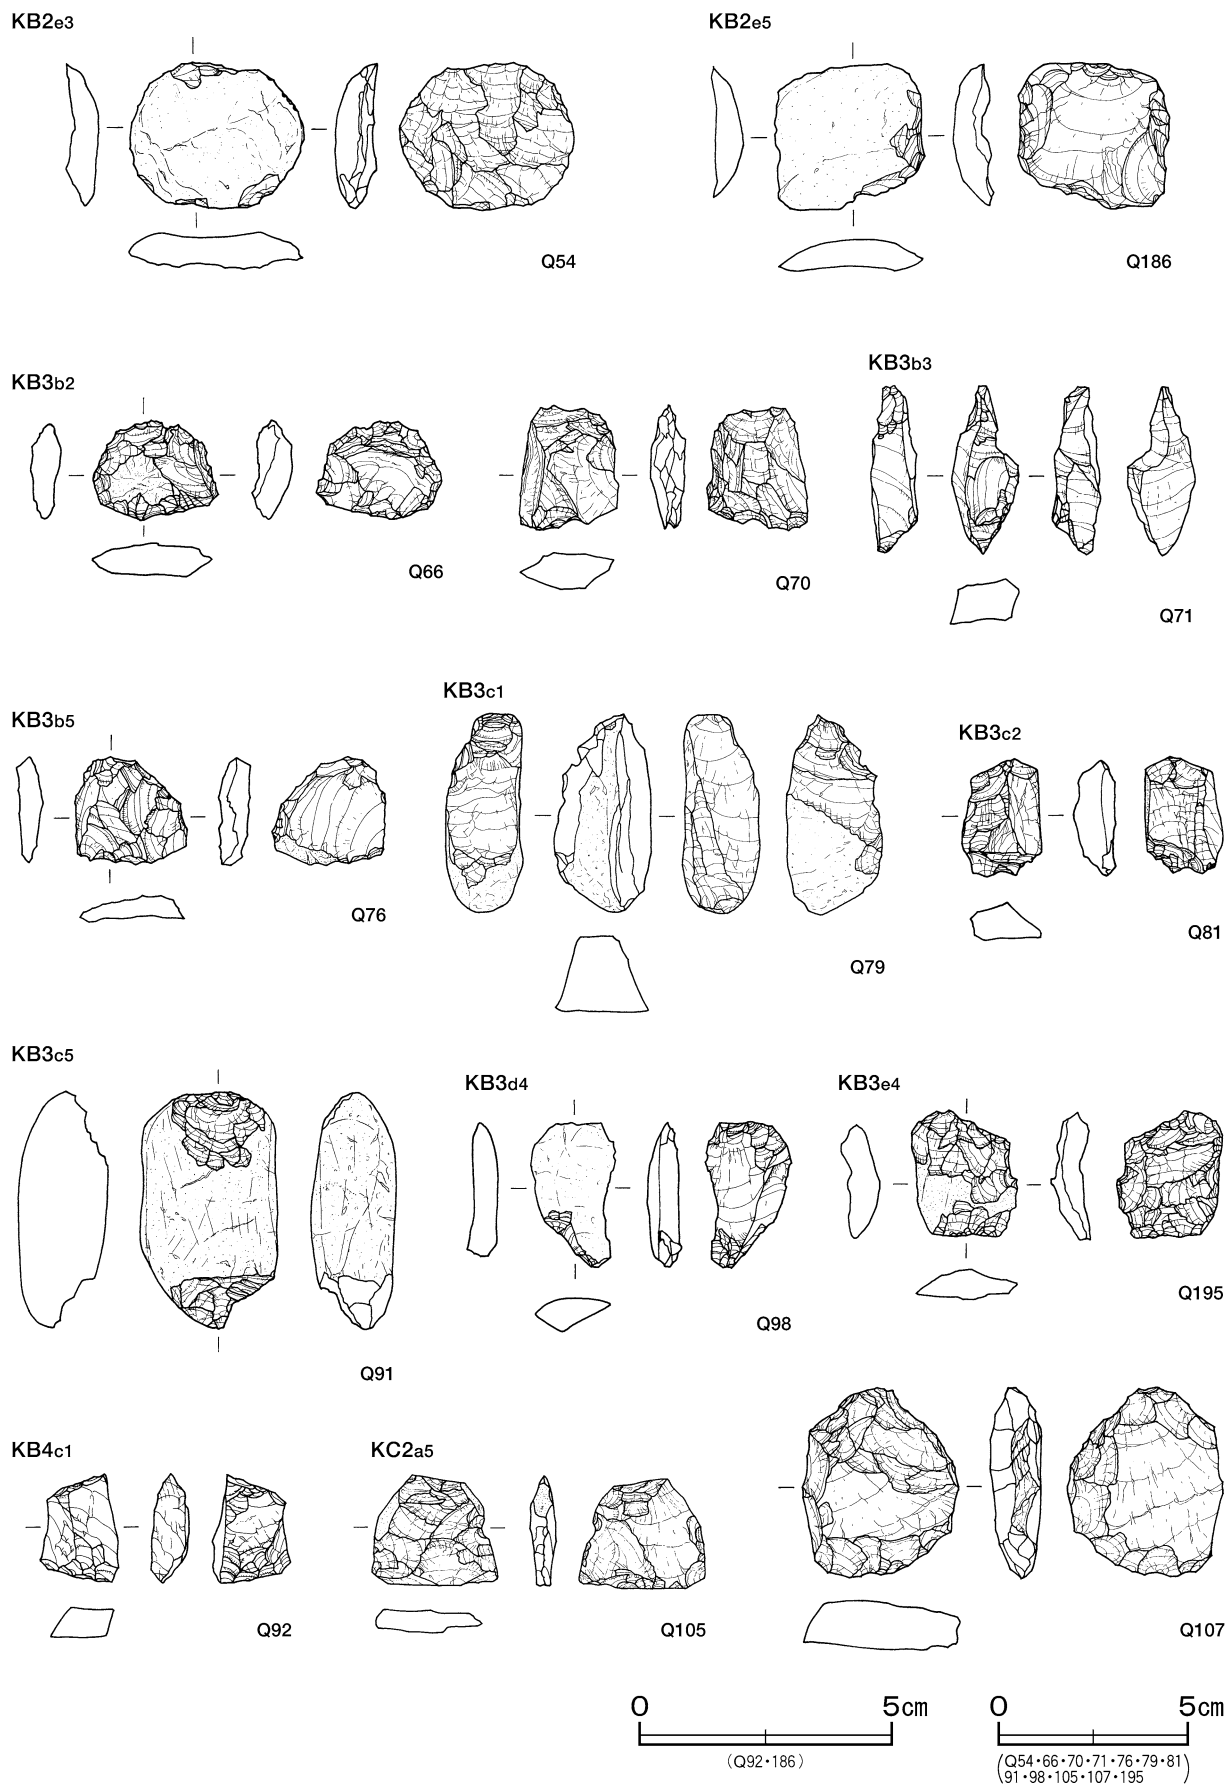 KB2e3
KB2e5
Q54
Q186
KB3b2
KB3b3
Q66
Q70
Q71
KB3b5
KB3c1
KB3c2
Q76
Q79
Q81
KB3c5
KB3d4
KB3e4
Q91
Q98
Q195
KB4c1
KC2a5
Q92
Q105
Q107
0 5cm
(Q92・186)
0 5cm
(Q54・66・70・71・76・79・81
91・98・105・107・195)